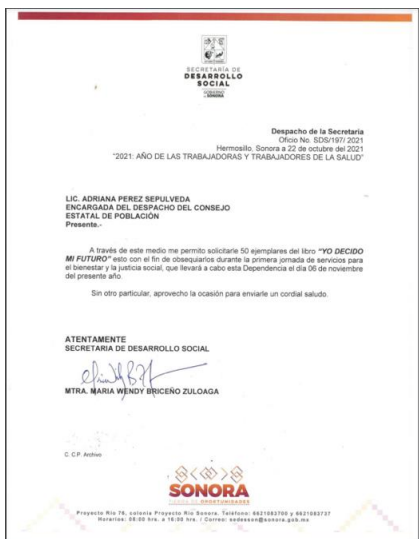 SECRETARÍA DE
DESARROLLO
SOCIAL
GOBIERNO
DE SONORA
Despacho de la Secretaria
Oficio No. SDS/197/ 2021
Hermosillo, Sonora a 22 de octubre del 2021
"2021: AÑO DE LAS TRABAJADORAS Y TRABAJADORES DE LA SALUD"
LIC. ADRIANA PEREZ SEPULVEDA
ENCARGADA DEL DESPACHO DEL CONSEJO
ESTATAL DE POBLACIÓN
Presente.-
A través de este medio me permito solicitarle 50 ejemplares del libro "YO DECIDO
MI FUTURO" esto con el fin de obsequiarlos durante la primera jornada de servicios para
el bienestar y la justicia social, que llevará a cabo esta Dependencia el día 06 de noviembre
del presente año.
Sin otro particular, aprovecho la ocasión para enviarle un cordial saludo.
ATENTAMENTE
SECRETARIA DE DESARROLLO SOCIAL
MTRA. MARIA WENDY BRICEÑO ZULOAGA
C. C.P. Archivo
SONORA
TIERRA DE OPORTUNIDADES
Proyecto Río 76, colonia Proyecto Río Sonora. Teléfono: 6621083700 y 6621083737
Horarios: 08:00 hrs. a 15:00 hrs. / Correo: sedesson@sonora.gob.mx